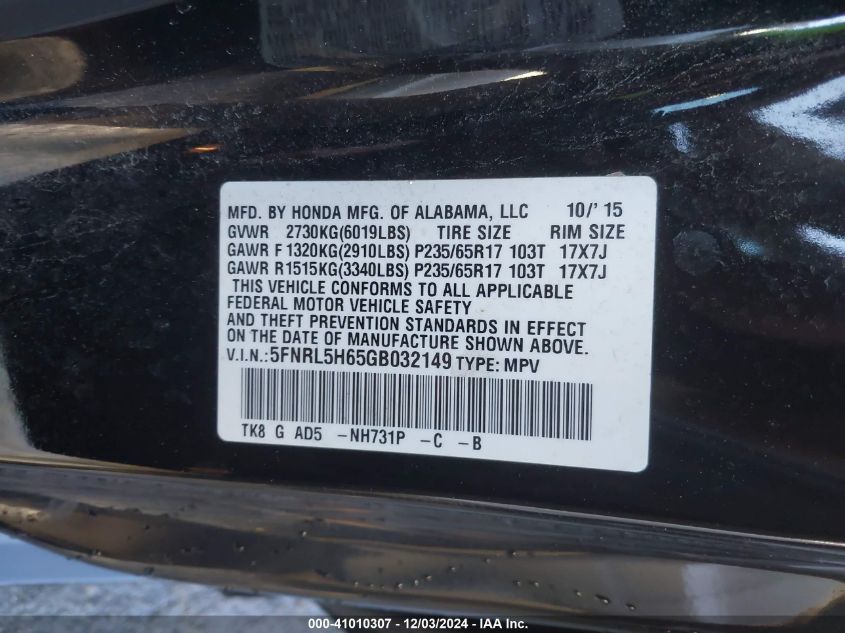 MFD. BY HONDA MFG. OF ALABAMA, LLC 10/'15
GVWR 2730KG(6019LBS) TIRE SIZE RIM SIZE
GAWR F 1320KG(2910LBS) P235/65R17 103T 17X7J
GAWR R1515KG(3340LBS) P235/65R17 103T 17X7J
THIS VEHICLE CONFORMS TO ALL APPLICABLE
FEDERAL MOTOR VEHICLE SAFETY
AND THEFT PREVENTION STANDARDS IN EFFECT
ON THE DATE OF MANUFACTURE SHOWN ABOVE.
V.I.N.:5FNRL5H65GB032149 TYPE: MPV
TK8 G AD5 -NH731P -C -B
000-41010307 - 12/03/2024 - IAA Inc.